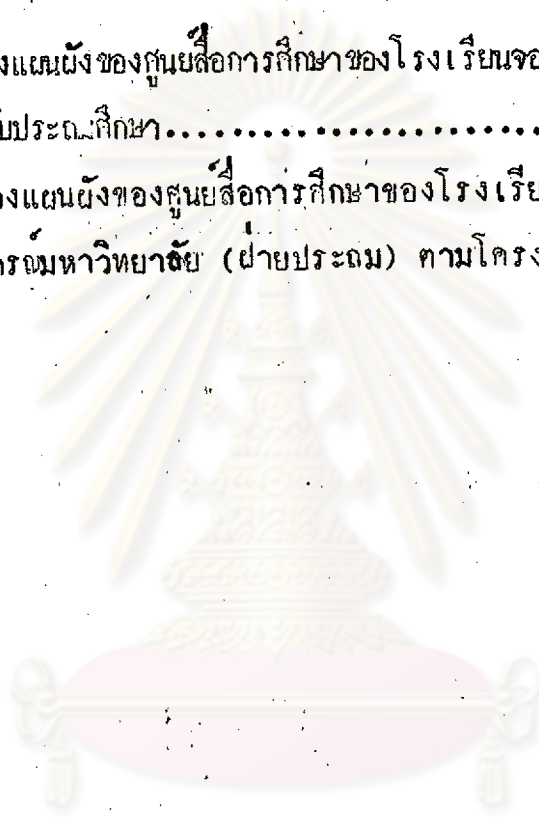 งแผนผังของศูนย์สื่อการศึกษาของโรงเรียนจอ
บประถมศึกษา........................
งแผนผังของศูนย์สื่อการศึกษาของโรงเรีย
กรณ์มหาวิทยาลัย (ฝ่ายประถม) ตามโครง